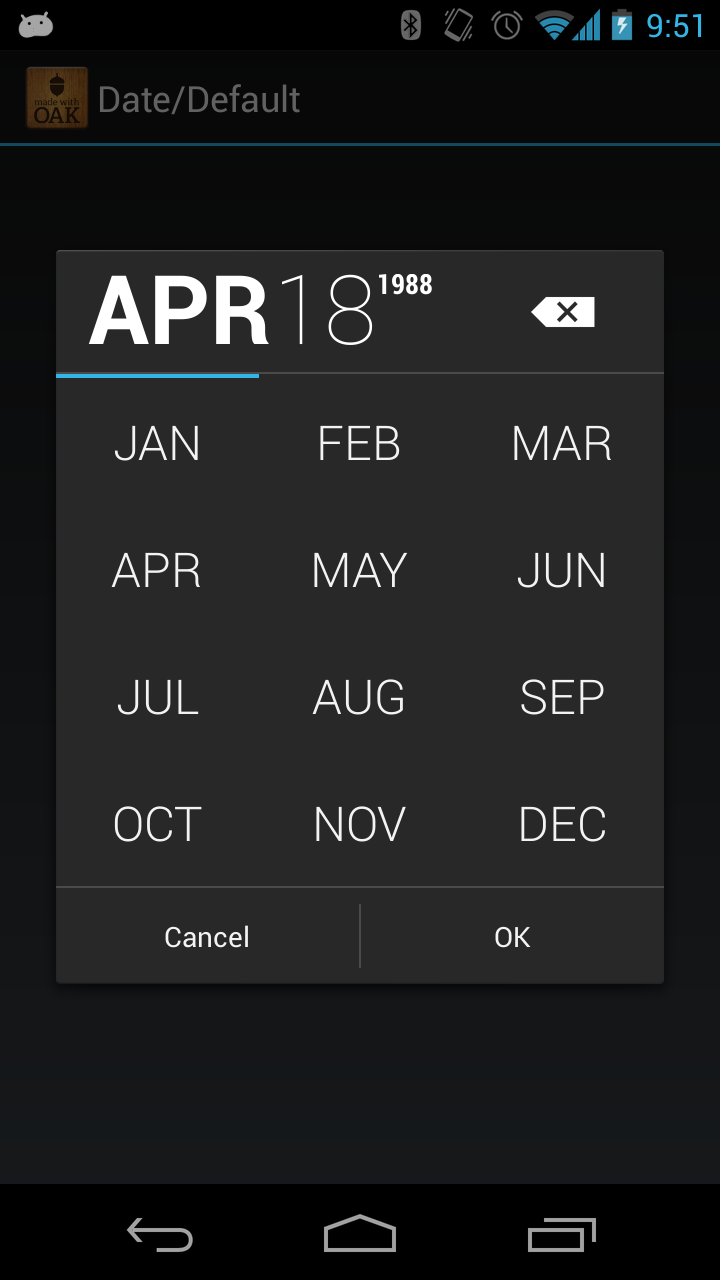 9:51
made with
OAK
Date/Default
APR 18 1988
JAN FEB MAR
APR MAY JUN
JUL AUG SEP
OCT NOV DEC
Cancel OK